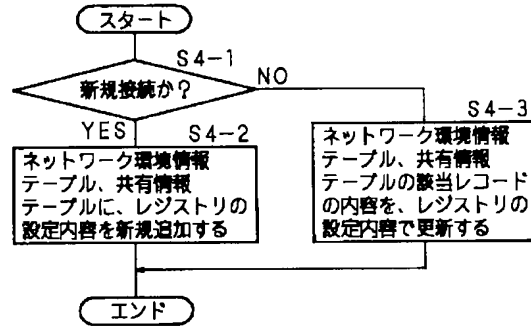 スタート
S4-1
新規接続か?
NO
YES
S4-2
ネットワーク環境情報
テーブル、共有情報
テーブルに、レジストリの
設定内容を新規追加する
S4-3
ネットワーク環境情報
テーブル、共有情報
テーブルの該当レコード
の内容を、レジストリの
設定内容で更新する
エンド